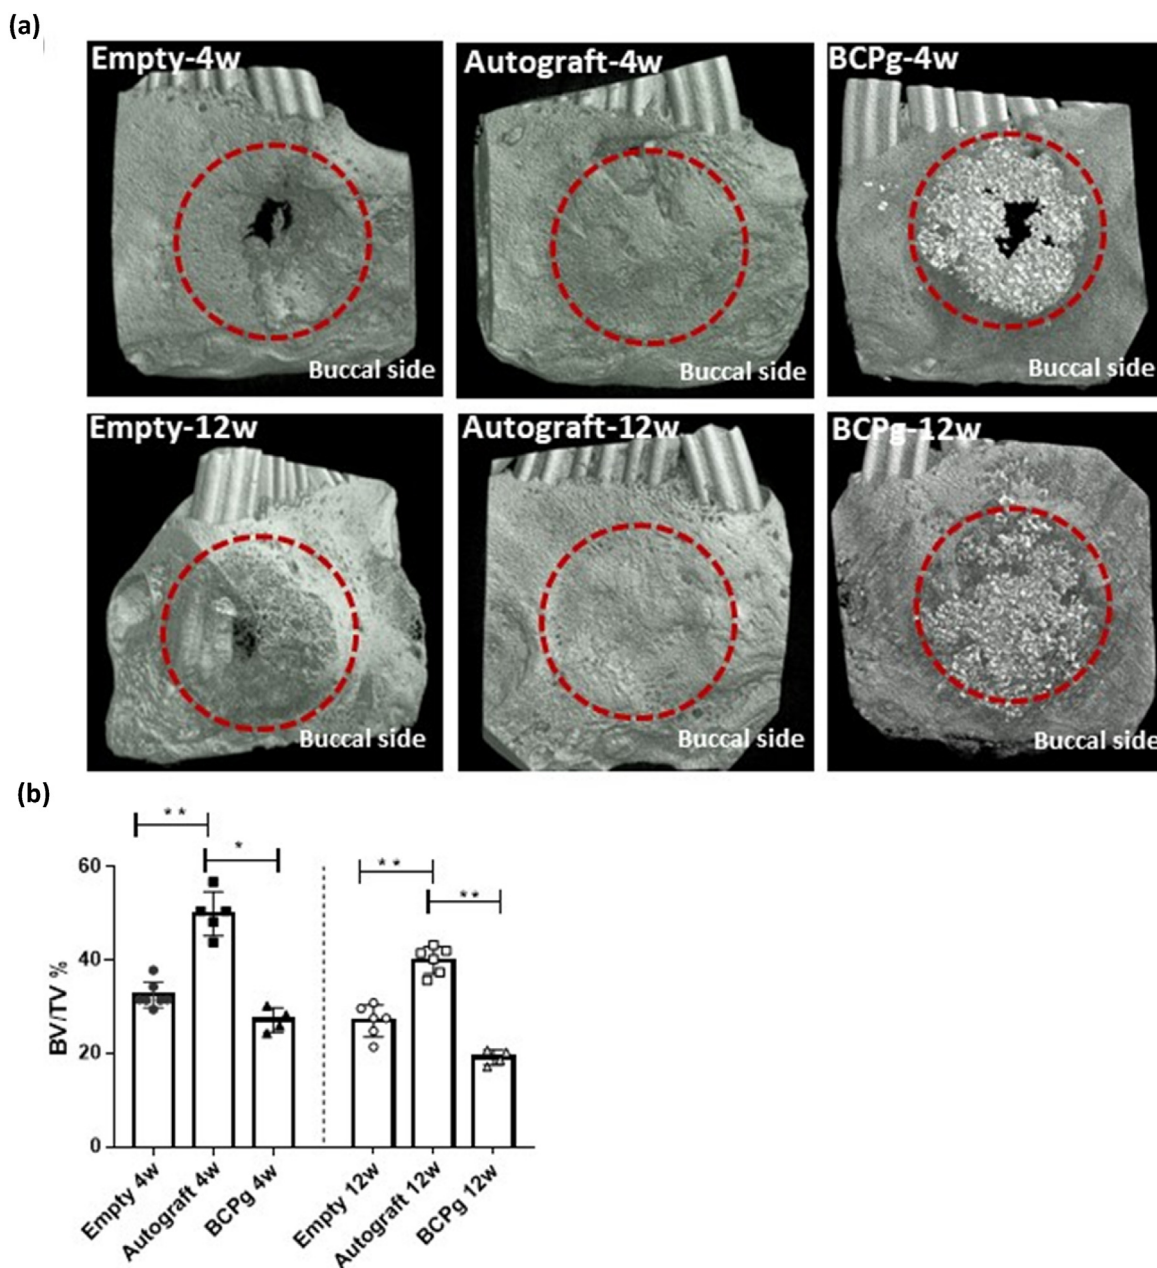 (a)
Empty-4w
Autograft-4w
BCPg-4w
Buccal side
Buccal side
Buccal side
Empty-12w
Autograft-12w
BCPg-12w
Buccal side
Buccal side
Buccal side
(b)
**
*
**
**
60
40
20
0
BV/TV %
Empty 4w
Autograft 4w
BCPg 4w
Empty 12w
Autograft 12w
BCPg 12w